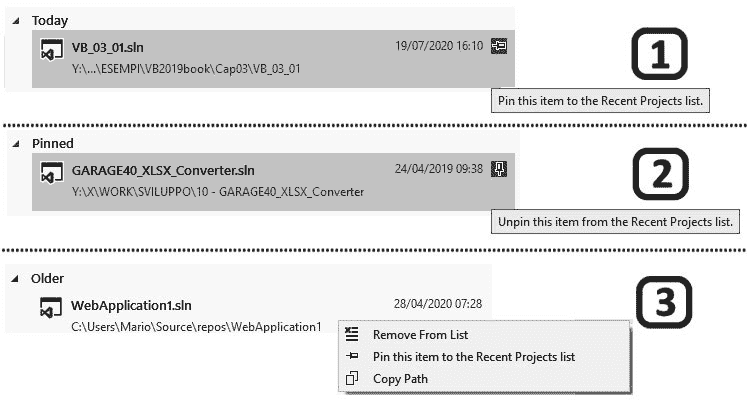 Today
VB_03_01.sln 19/07/2020 16:10
Y:\...\ESEMPI\VB2019book\Cap03\VB_03_01
1
Pin this item to the Recent Projects list.
Pinned
GARAGE40_XLSX_Converter.sln 24/04/2019 09:38
Y:\X\WORK\SVILUPPO\10 - GARAGE40_XLSX_Converter
2
Unpin this item from the Recent Projects list.
Older
WebApplication1.sln 28/04/2020 07:28
C:\Users\Mario\Source\repos\WebApplication1
3
Remove From List
Pin this item to the Recent Projects list
Copy Path